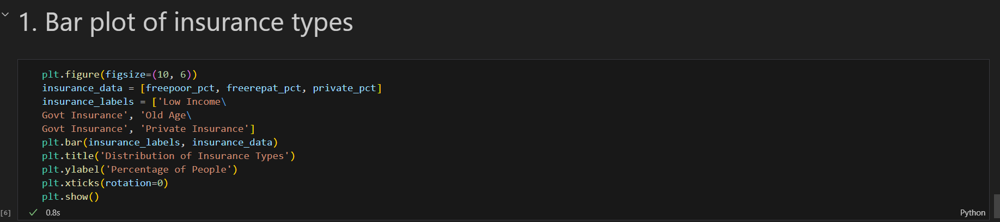 1. Bar plot of insurance types
plt.figure(figsize=(10, 6))
insurance_data = [freepoor_pct, freerepat_pct, private_pct]
insurance_labels = ['Low Income\
Govt Insurance', 'Old Age\
Govt Insurance', 'Private Insurance']
plt.bar(insurance_labels, insurance_data)
plt.title('Distribution of Insurance Types')
plt.ylabel('Percentage of People')
plt.xticks(rotation=0)
plt.show()
[6] 0.8s Python